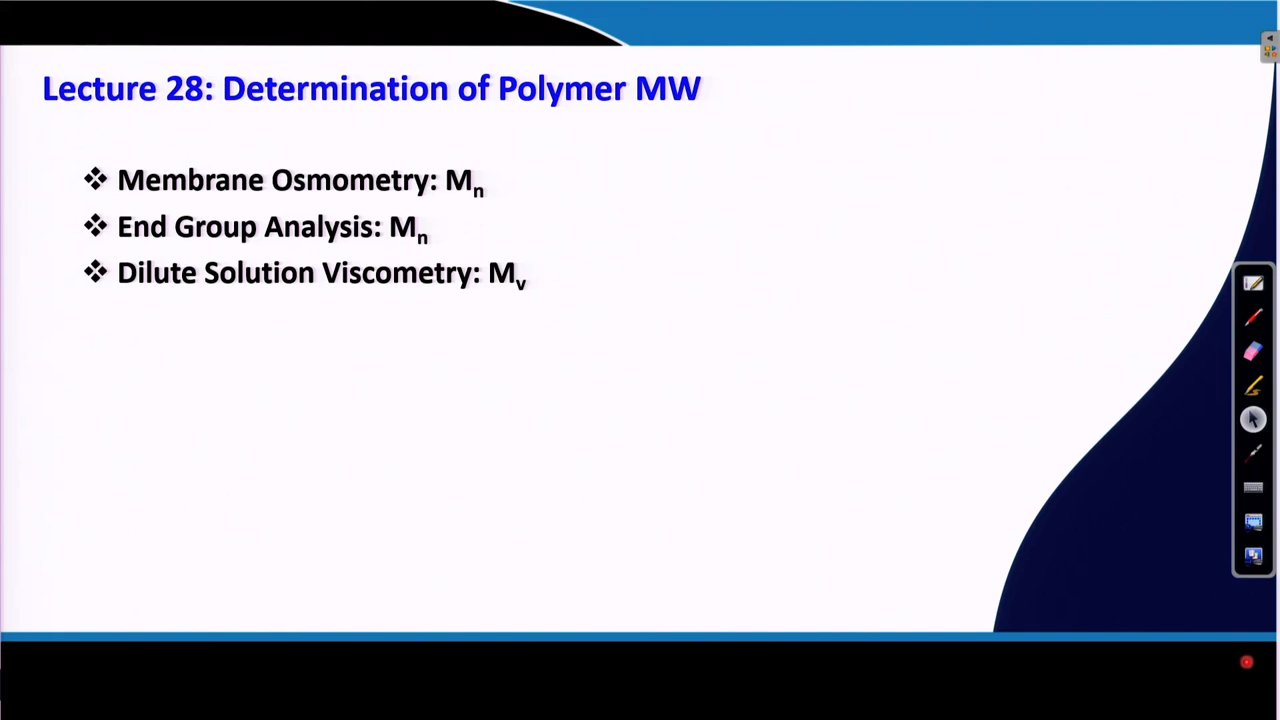 Lecture 28: Determination of Polymer MW
❖ Membrane Osmometry: Mn
❖ End Group Analysis: Mn
❖ Dilute Solution Viscometry: Mv